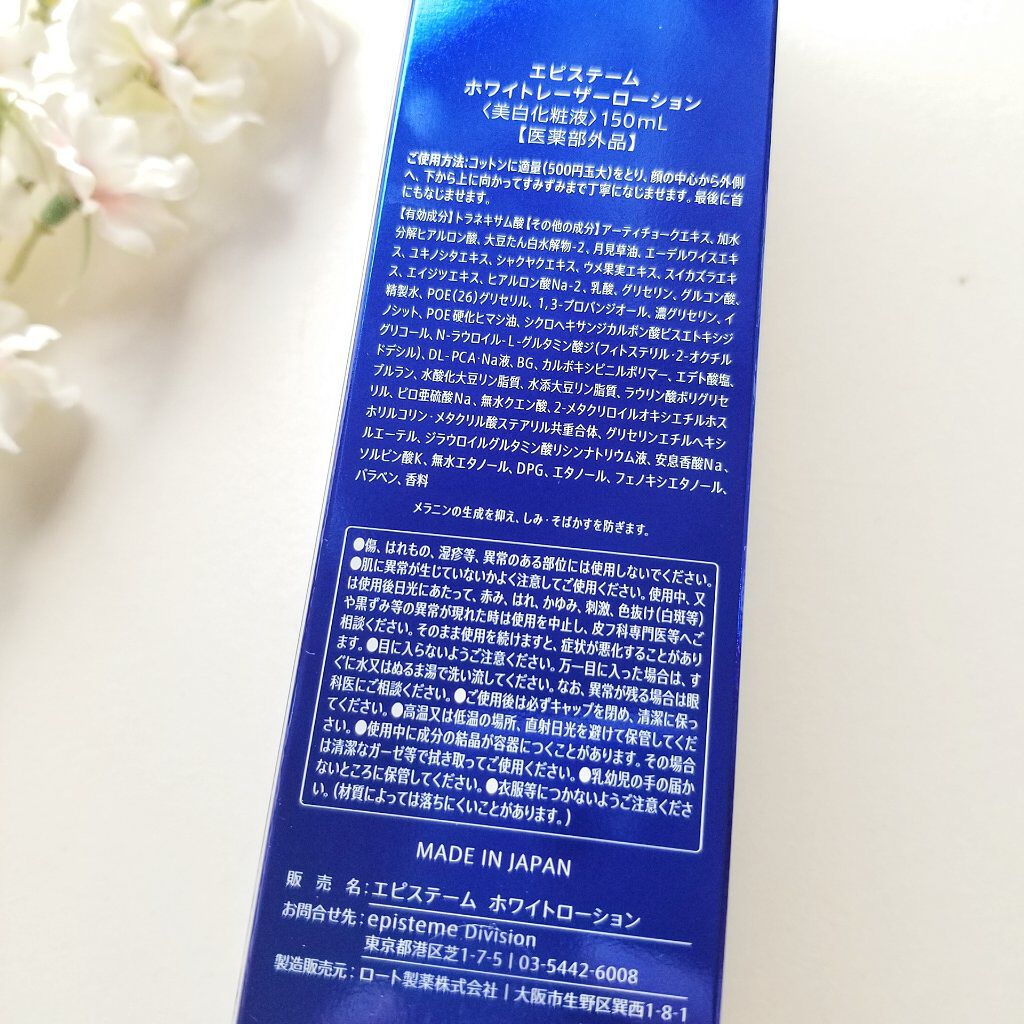 エピステーム
ホワイトレーザーローション
〈美白化粧液〉150mL
【医薬部外品】
ご使用方法:コットンに適量(500円玉大)をとり、顔の中心から外側
へ、下から上に向かってすみずみまで丁寧になじませます。最後に首
にもなじませます。
【有効成分】トラネキサム酸【その他の成分】アーティチョークエキス、加水
分解ヒアルロン酸、大豆たん白水解物-2、月見草油、エーデルワイスエキ
ス、ユキノシタエキス、シャクヤクエキス、ウメ果実エキス、スイカズラエキ
ス、エイジツエキス、ヒアルロン酸Na-2、乳酸、グリセリン、グルコン酸、
精製水、POE(26)グリセリル、1,3-プロパンジオール、濃グリセリン、イ
ノシット、POE硬化ヒマシ油、シクロヘキサンジカルボン酸ビスエトキシジ
グリコール、N-ラウロイル-L-グルタミン酸ジ(フィトステリル・2-オクチル
ドデシル)、DL-PCA・Na液、BG、カルボキシビニルポリマー、エデト酸塩、
プルラン、水酸化大豆リン脂質、水添大豆リン脂質、ラウリン酸ポリグリセ
リル、ピロ亜硫酸Na、無水クエン酸、2-メタクリロイルオキシエチルホス
ホリルコリン・メタクリル酸ステアリル共重合体、グリセリンエチルヘキシ
ルエーテル、ジラウロイルグルタミン酸リシンナトリウム液、安息香酸Na、
ソルビン酸K、無水エタノール、DPG、エタノール、フェノキシエタノール、
パラベン、香料
メラニンの生成を抑え、しみ・そばかすを防ぎます。
●傷、はれもの、湿疹等、異常のある部位には使用しないでください。
●肌に異常が生じていないかよく注意してご使用ください。使用中、又
は使用後日光にあたって、赤み、はれ、かゆみ、刺激、色抜け(白斑等)
や黒ずみ等の異常が現れた時は使用を中止し、皮フ科専門医等へご
相談ください。そのまま使用を続けますと、症状が悪化することがあり
ます。●目に入らないようご注意ください。万一目に入った場合は、す
ぐに水又はぬるま湯で洗い流してください。なお、異常が残る場合は眼
科医にご相談ください。●ご使用後は必ずキャップを閉め、清潔に保っ
てください。●高温又は低温の場所、直射日光を避けて保管してくだ
さい。●使用中に成分の結晶が容器につくことがあります。その場合
は清潔なガーゼ等で拭き取ってご使用ください。●乳幼児の手の届か
ないところに保管してください。●衣服等につかないようご注意くださ
い。(材質によっては落ちにくいことがあります。)
MADE IN JAPAN
販売名:エピステーム ホワイトローション
お問合せ先:episteme Division
東京都港区芝1-7-5 | 03-5442-6008
製造販売元:ロート製薬株式会社 | 大阪市生野区巽西1-8-1